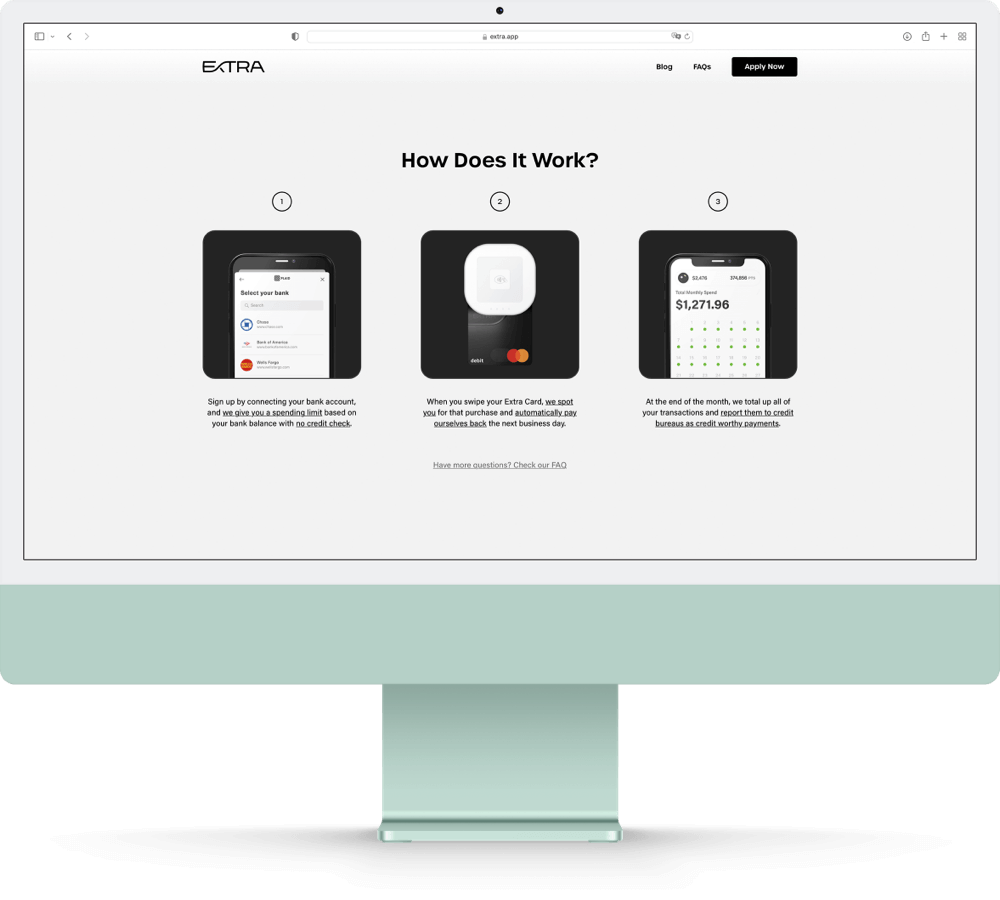 extra.app
EXTRA
Blog
FAQs
Apply Now
How Does It Work?
1
2
3
PLAID
Select your bank
Search
Chase
www.chase.com
Bank of America
www.bankofamerica.com
Wells Fargo
www.wellsfargo.com
debit
$3,476
Total Monthly Spend
$1,271.96
Sign up by connecting your bank account,
and we give you a spending limit based on
your bank balance with no credit check.
When you swipe your Extra Card, we spot
you for that purchase and automatically pay
ourselves back the next business day.
At the end of the month, we total up all of
your transactions and report them to credit
bureaus as credit worthy payments.
Have more questions? Check our FAQ